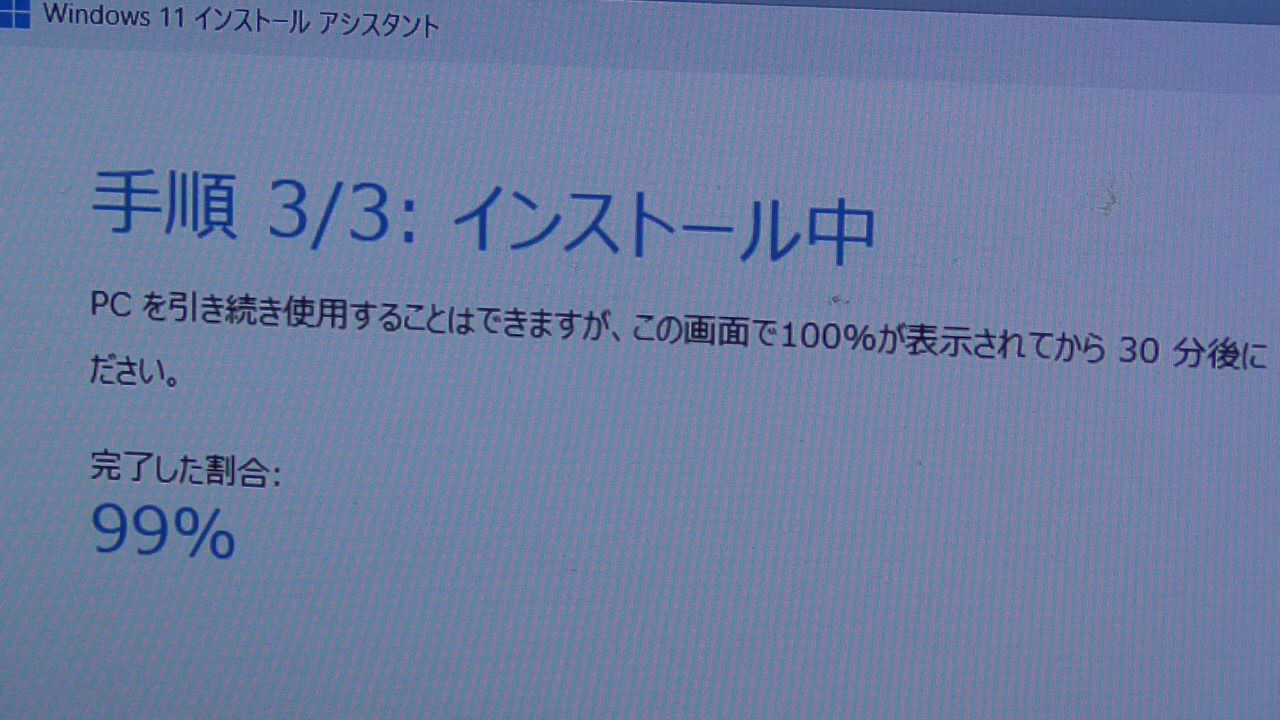 Windows 11 インストール アシスタント
手順 3/3: インストール中
PC を引き続き使用することはできますが、この画面で100%が表示されてから 30 分後に
ださい。
完了した割合:
99%